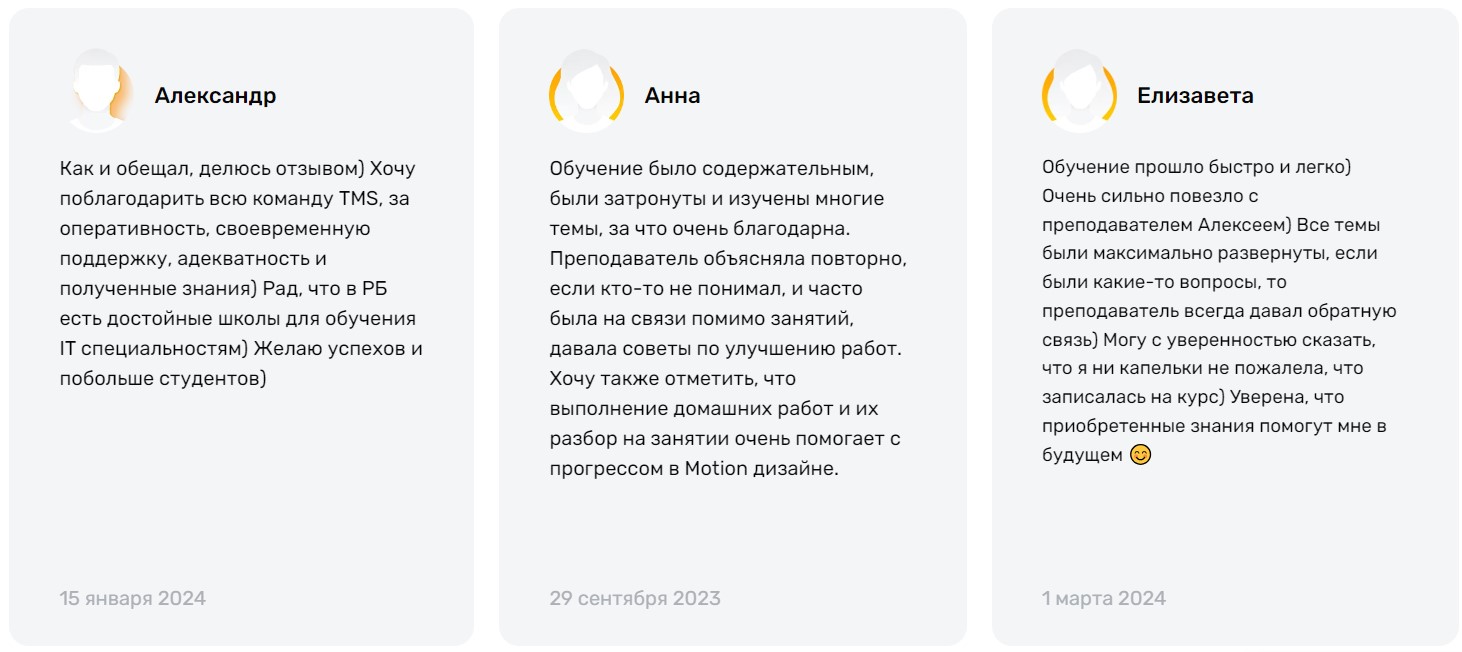 Александр
Как и обещал, делюсь отзывом) Хочу
поблагодарить всю команду TMS, за
оперативность, своевременную
поддержку, адекватность и
полученные знания) Рад, что в РБ
есть достойные школы для обучения
IT специальностям) Желаю успехов и
побольше студентов)
15 января 2024
Анна
Обучение было содержательным,
были затронуты и изучены многие
темы, за что очень благодарна.
Преподаватель объясняла повторно,
если кто-то не понимал, и часто
была на связи помимо занятий,
давала советы по улучшению работ.
Хочу также отметить, что
выполнение домашних работ и их
разбор на занятии очень помогает с
прогрессом в Motion дизайне.
29 сентября 2023
Елизавета
Обучение прошло быстро и легко)
Очень сильно повезло с
преподавателем Алексеем) Все темы
были максимально развернуты, если
были какие-то вопросы, то
преподаватель всегда давал обратную
связь) Могу с уверенностью сказать,
что я ни капельки не пожалела, что
записалась на курс) Уверена, что
приобретенные знания помогут мне в
будущем 😊
1 марта 2024